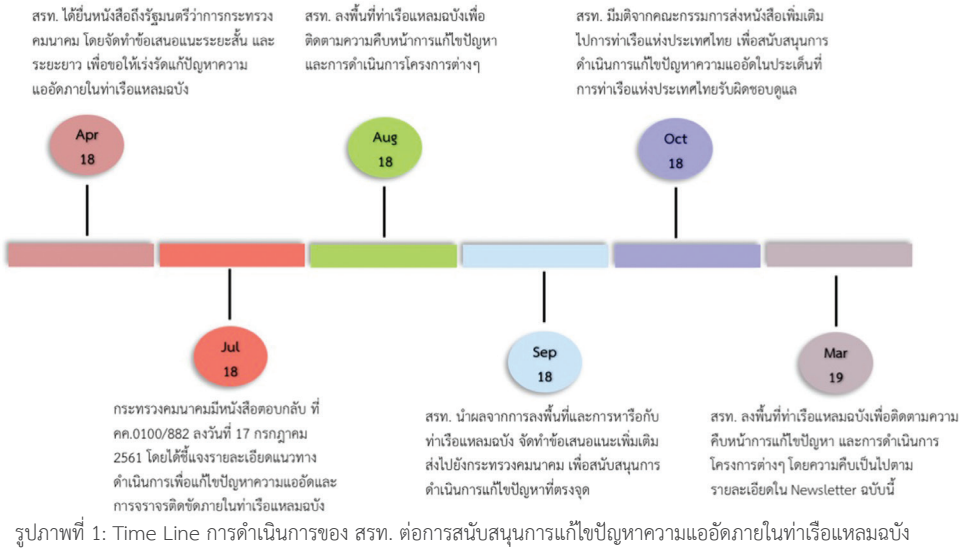 สรท. ได้ยื่นหนังสือถึงรัฐมนตรีว่าการกระทรวง
คมนาคม โดยจัดทำข้อเสนอแนะระยะสั้น และ
ระยะยาว เพื่อขอให้เร่งรัดแก้ปัญหาความ
แออัดภายในท่าเรือแหลมฉบัง
Apr
18
สรท. ลงพื้นที่ท่าเรือแหลมฉบังเพื่อ
ติดตามความคืบหน้าการแก้ไขปัญหา
และการดำเนินการโครงการต่างๆ
Aug
18
สรท. มีมติจากคณะกรรมการส่งหนังสือเพิ่มเติม
ไปการท่าเรือแห่งประเทศไทย เพื่อสนับสนุนการ
ดำเนินการแก้ไขปัญหาความแออัดในประเด็นที่
การท่าเรือแห่งประเทศไทยรับผิดชอบดูแล
Oct
18
Jul
18
กระทรวงคมนาคมมีหนังสือตอบกลับ ที่
คค.0100/882 ลงวันที่ 17 กรกฎาคม
2561 โดยได้ชี้แจงรายละเอียดแนวทาง
ดำเนินการเพื่อแก้ไขปัญหาความแออัดและ
การจราจรติดขัดภายในท่าเรือแหลมฉบัง
Sep
18
สรท. นำผลจากการลงพื้นที่และการหารือกับ
ท่าเรือแหลมฉบัง จัดทำข้อเสนอแนะเพิ่มเติม
ส่งไปยังกระทรวงคมนาคม เพื่อสนับสนุนการ
ดำเนินการแก้ไขปัญหาที่ตรงจุด
Mar
19
สรท. ลงพื้นที่ท่าเรือแหลมฉบังเพื่อติดตามความ
คืบหน้าการแก้ไขปัญหา และการดำเนินการ
โครงการต่างๆ โดยความคืบเป็นไปตาม
รายละเอียดใน Newsletter ฉบับนี้
รูปภาพที่ 1: Time Line การดำเนินการของ สรท. ต่อการสนับสนุนการแก้ไขปัญหาความแออัดภายในท่าเรือแหลมฉบัง